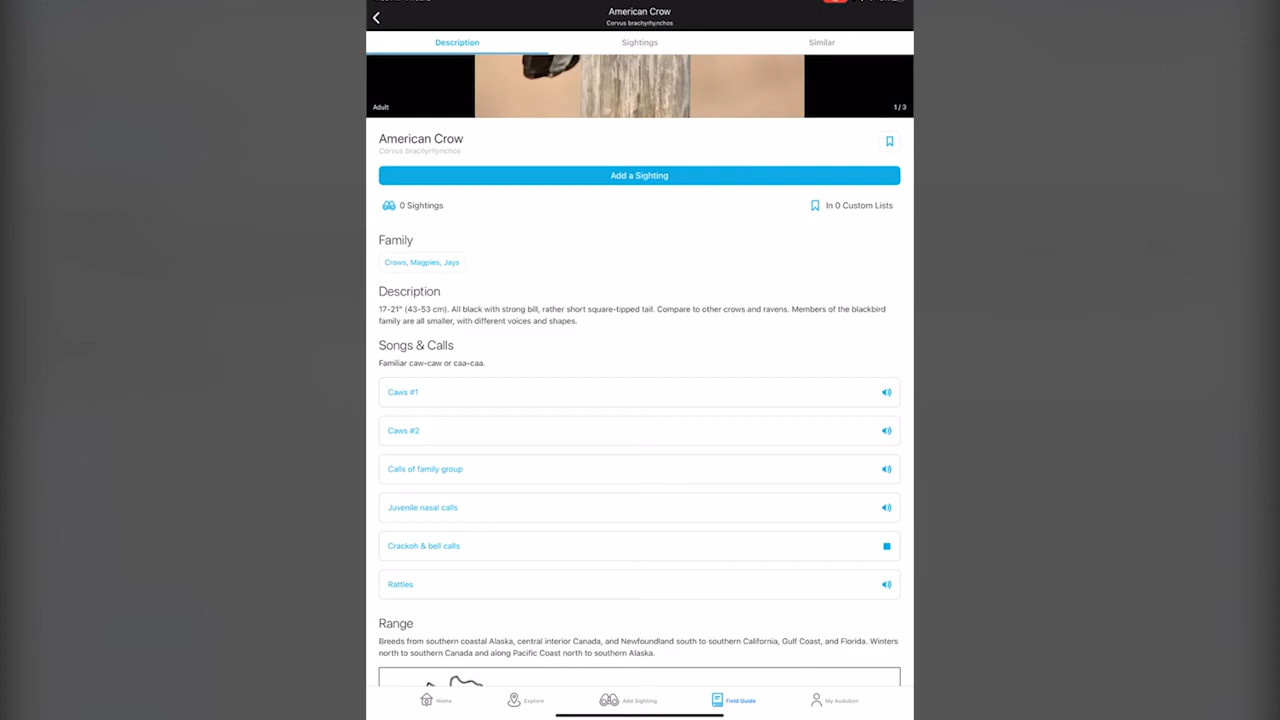 American Crow
Corvus brachyrhynchos
Description
Sightings
Similar
Adult
1 / 3
American Crow
Corvus brachyrhynchos
Add a Sighting
0 Sightings
In 0 Custom Lists
Family
Crows, Magpies, Jays
Description
17-21" (43-53 cm). All black with strong bill, rather short square-tipped tail. Compare to other crows and ravens. Members of the blackbird
family are all smaller, with different voices and shapes.
Songs & Calls
Familiar caw-caw or caa-caa.
Caws #1
Caws #2
Calls of family group
Juvenile nasal calls
Crackoh & bell calls
Rattles
Range
Breeds from southern coastal Alaska, central interior Canada, and Newfoundland south to southern California, Gulf Coast, and Florida. Winters
north to southern Canada and along Pacific Coast north to southern Alaska.
Home
Explore
Add Sighting
Field Guide
My Audubon